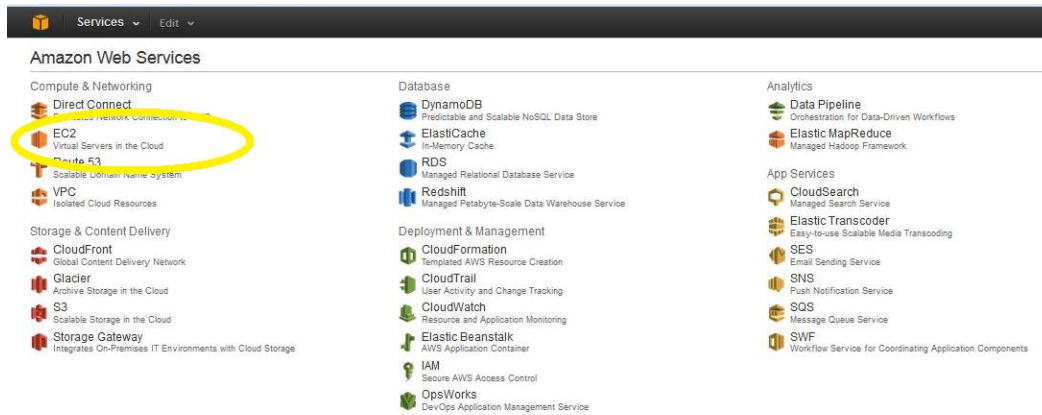 Services
Edit
Amazon Web Services
Compute & Networking
Direct Connect
Network Connection to
EC2
Virtual Servers in the Cloud
Route 53
Scalable Domain Name System
VPC
Isolated Cloud Resources
Storage & Content Delivery
CloudFront
Global Content Delivery Network
Glacier
Archive Storage in the Cloud
S3
Scalable Storage in the Cloud
Storage Gateway
Integrates On-Premises IT Environments with Cloud Storage
Database
DynamoDB
Predictable and Scalable NoSQL Data Store
ElastiCache
In-Memory Cache
RDS
Managed Relational Database Service
Redshift
Managed Petabyte-Scale Data Warehouse Service
Deployment & Management
CloudFormation
Templated AWS Resource Creation
CloudTrail
User Activity and Change Tracking
CloudWatch
Resource and Application Monitoring
Elastic Beanstalk
AWS Application Container
IAM
Secure AWS Access Control
OpsWorks
DevOps Application Management Service
Analytics
Data Pipeline
Orchestration for Data-Driven Workflows
Elastic MapReduce
Managed Hadoop Framework
App Services
CloudSearch
Managed Search Service
Elastic Transcoder
Easy-to-use Scalable Media Transcoding
SES
Email Sending Service
SNS
Push Notification Service
SQS
Message Queue Service
SWF
Workflow Service for Coordinating Application Components